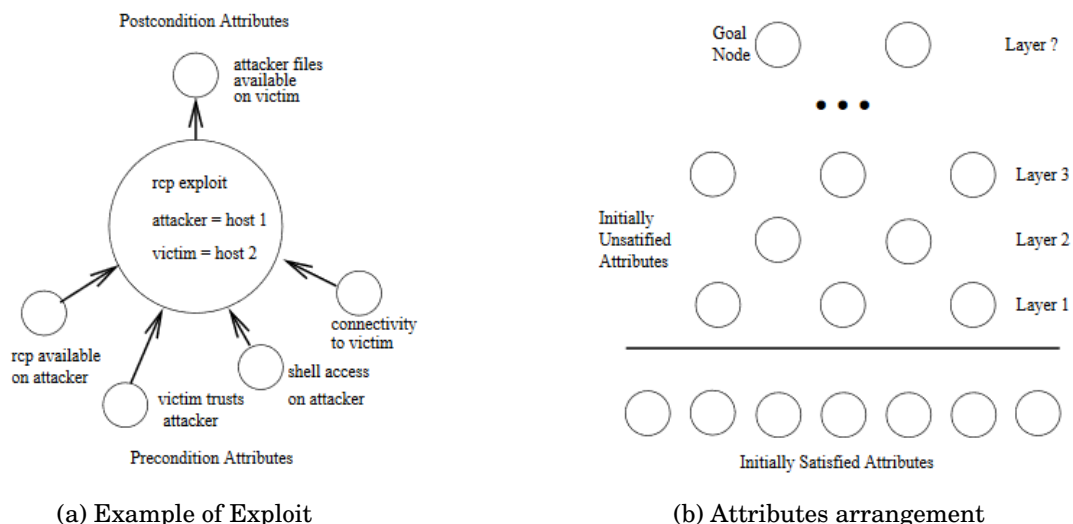 Postcondition Attributes
attacker files
available
on victim
rcp exploit
attacker = host 1
victim = host 2
rcp available
on attacker
victim trusts
attacker
shell access
on attacker
connectivity
to victim
Precondition Attributes
(a) Example of Exploit
Goal
Node
Layer ?
Layer 3
Initially
Unsatified
Attributes
Layer 2
Layer 1
Initially Satisfied Attributes
(b) Attributes arrangement